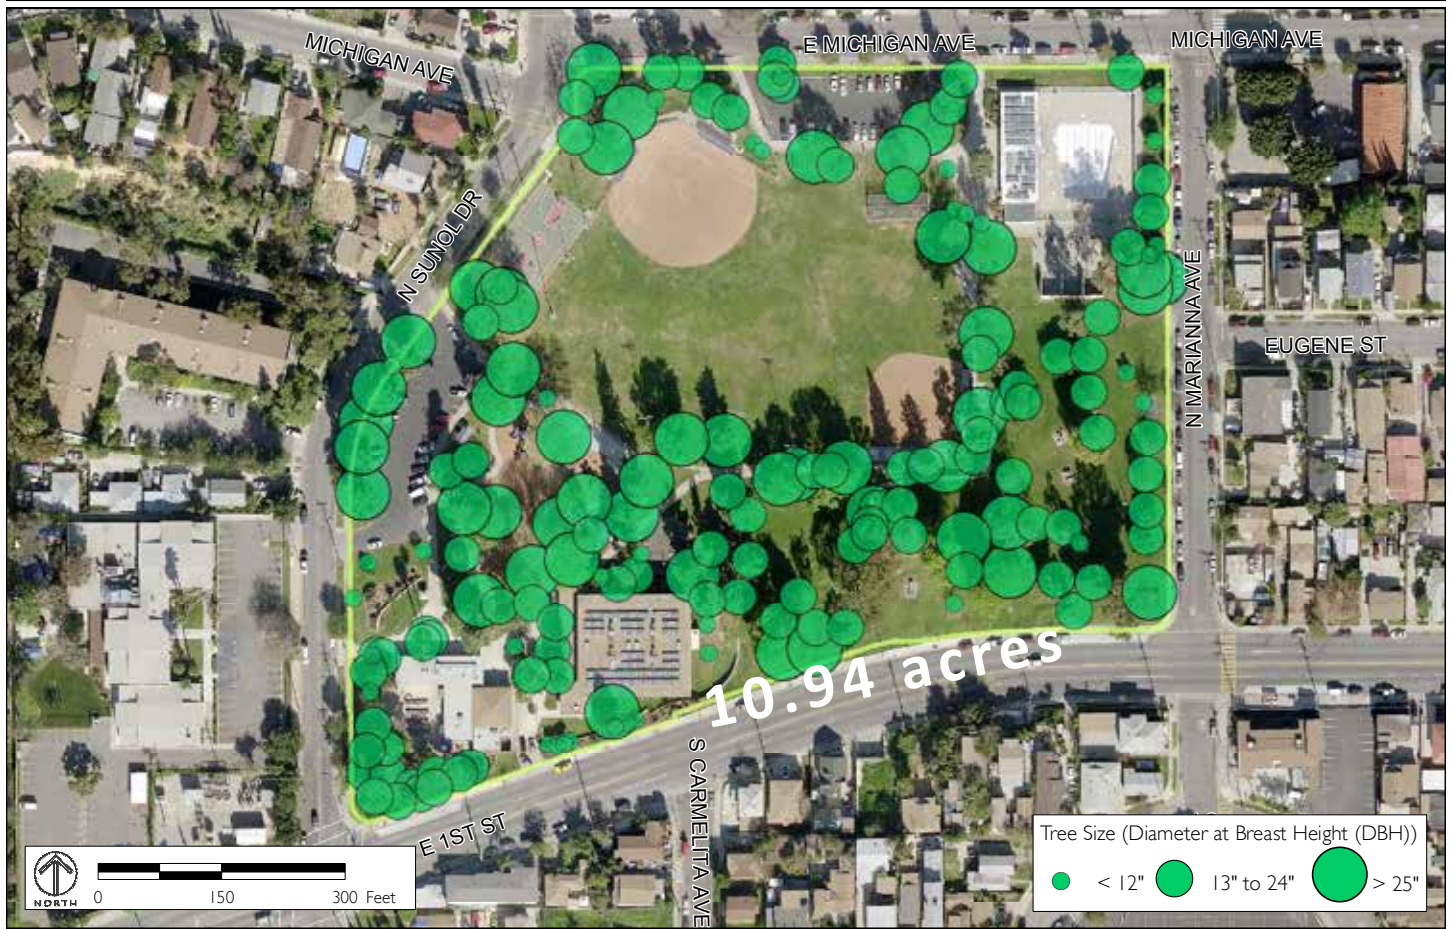 MICHIGAN AVE
E MICHIGAN AVE
MICHIGAN AVE
N SUNOL DR
N MARIANNA AVE
EUGENE ST
10.94 acres
S CARMELITA AVE
E 1ST ST
NORTH
0 150 300 Feet
Tree Size (Diameter at Breast Height (DBH))
< 12" 13" to 24" > 25"